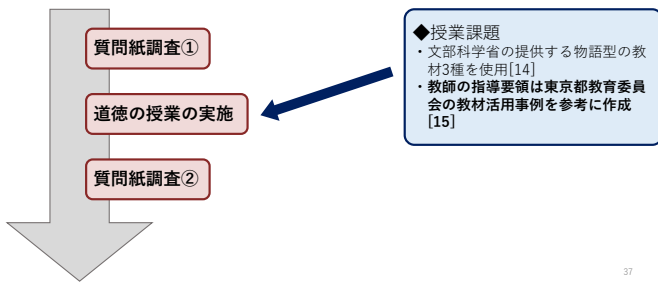 質問紙調査①
道徳の授業の実施
質問紙調査②
◆授業課題
・文部科学省の提供する物語型の教
材3種を使用[14]
・教師の指導要領は東京都教育委員
会の教材活用事例を参考に作成
[15]
37